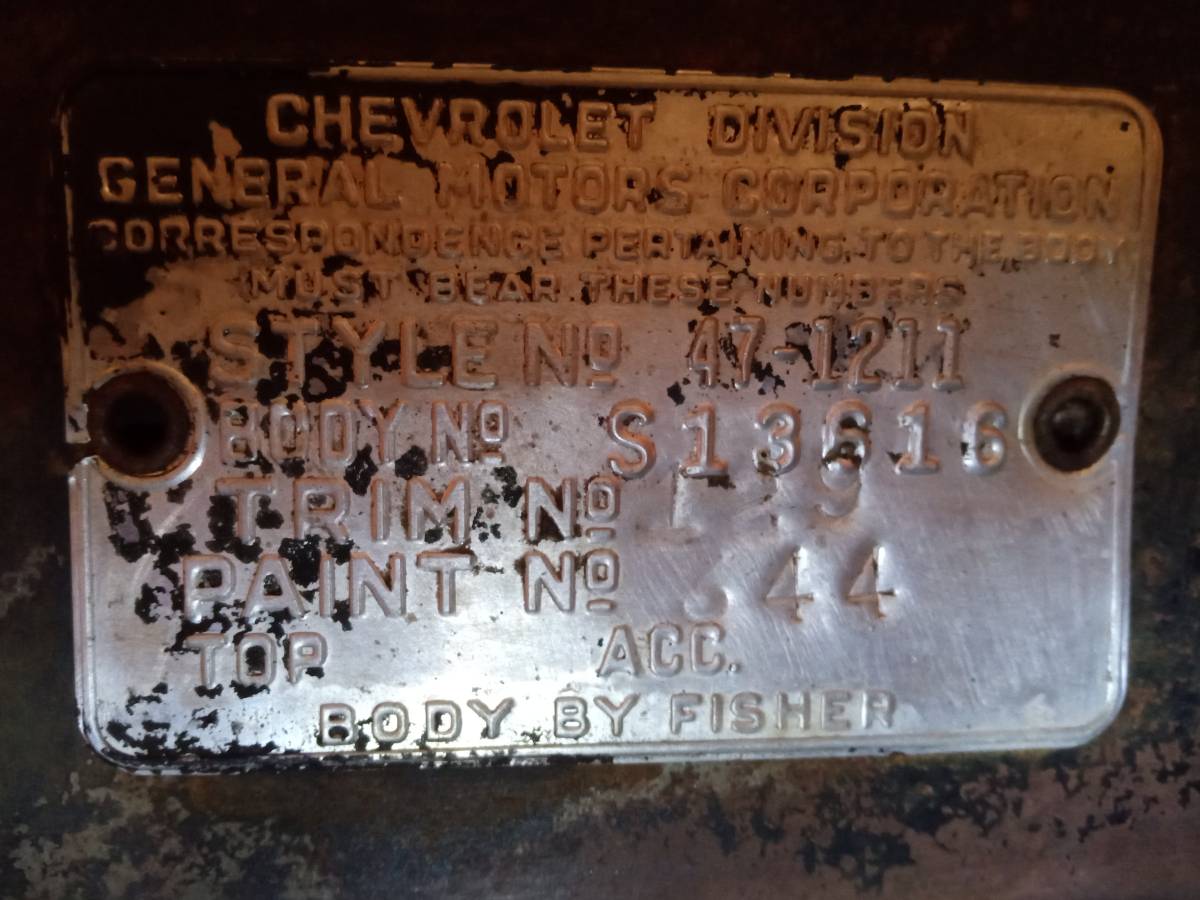 CHEVROLET DIVISION
GENERAL MOTORS CORPORATION
CORRESPONDENCE PERTAINING TO THE BODY
MUST BEAR THESE NUMBERS
STYLE Nº 47-1211
BODY Nº S13616
TRIM Nº
PAINT Nº
TOP ACC.
BODY BY FISHER